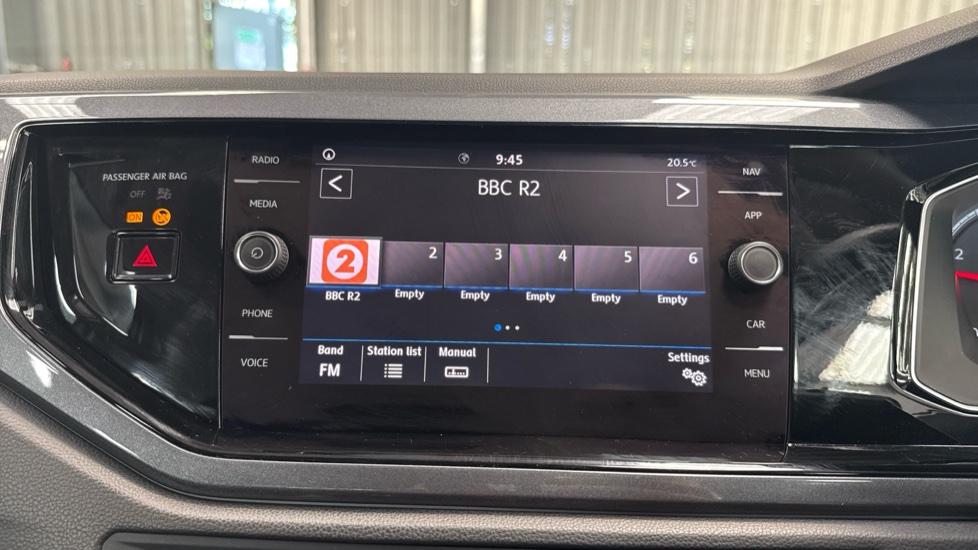 PASSENGER AIR BAG
OFF
ON
RADIO
MEDIA
PHONE
VOICE
9:45
20.5°C
<
BBC R2
>
2 2 3 4 5 6
BBC R2 Empty Empty Empty Empty Empty
Band Station list Manual Settings
FM
NAV
APP
CAR
MENU
2